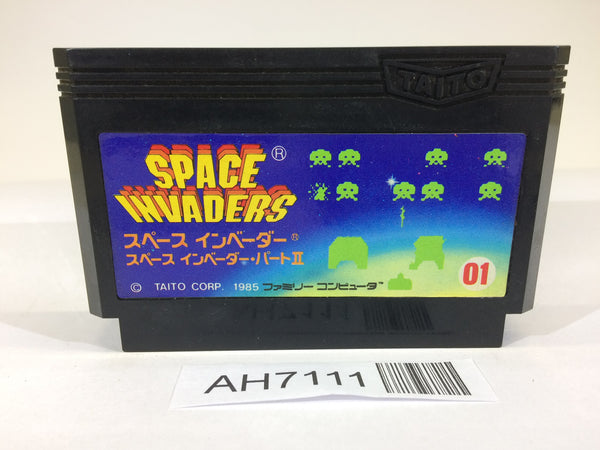 TAITO
SPACE ®
INVADERS
スペース インベーダー ®
スペース インベーダー・パートⅡ
© TAITO CORP. 1985 ファミリー コンピュータ™
01
AH7111